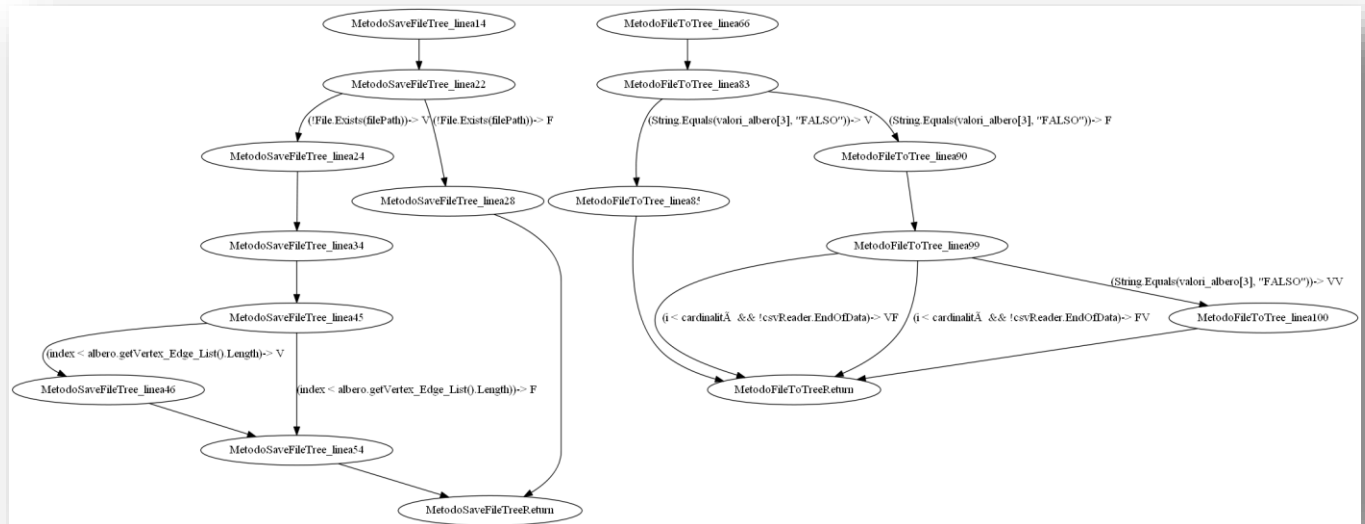 MetodoSaveFileTree_linea14
MetodoSaveFileTree_linea22
(!File.Exists(filePath))-> V
(!File.Exists(filePath))-> F
MetodoSaveFileTree_linea24
MetodoSaveFileTree_linea28
MetodoSaveFileTree_linea34
MetodoSaveFileTree_linea45
(index < albero.getVertex_Edge_List().Length)-> V
MetodoSaveFileTree_linea46
(index < albero.getVertex_Edge_List().Length))-> F
MetodoSaveFileTree_linea54
MetodoSaveFileTreeReturn
MetodoFileToTree_linea66
MetodoFileToTree_linea83
(String.Equals(valori_albero[3], "FALSO"))-> V
(String.Equals(valori_albero[3], "FALSO"))-> F
MetodoFileToTree_linea90
MetodoFileToTree_linea85
MetodoFileToTree_linea99
(String.Equals(valori_albero[3], "FALSO"))-> VV
(i < cardinalitÃ && !csvReader.EndOfData)-> VF
(i < cardinalitÃ && !csvReader.EndOfData)-> FV
MetodoFileToTree_linea100
MetodoFileToTreeReturn